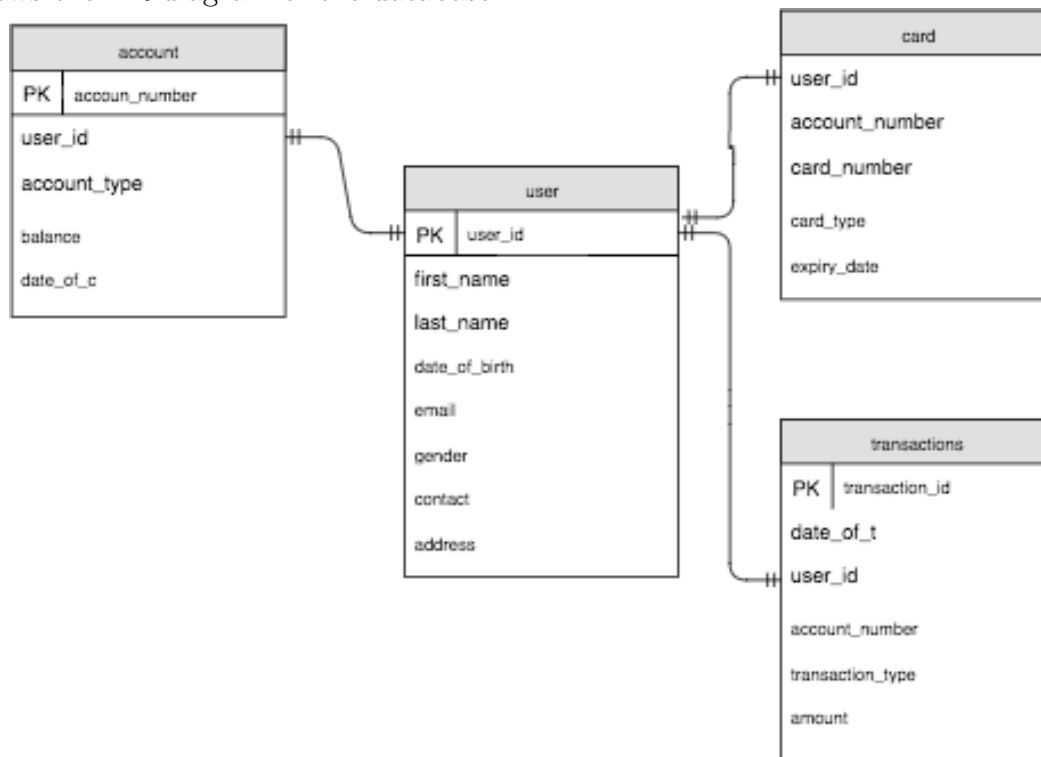 account
PK accoun_number
user_id
account_type
balance
date_of_c
user
PK user_id
first_name
last_name
date_of_birth
email
gender
contact
address
card
user_id
account_number
card_number
card_type
expiry_date
transactions
PK transaction_id
date_of_t
user_id
account_number
transaction_type
amount